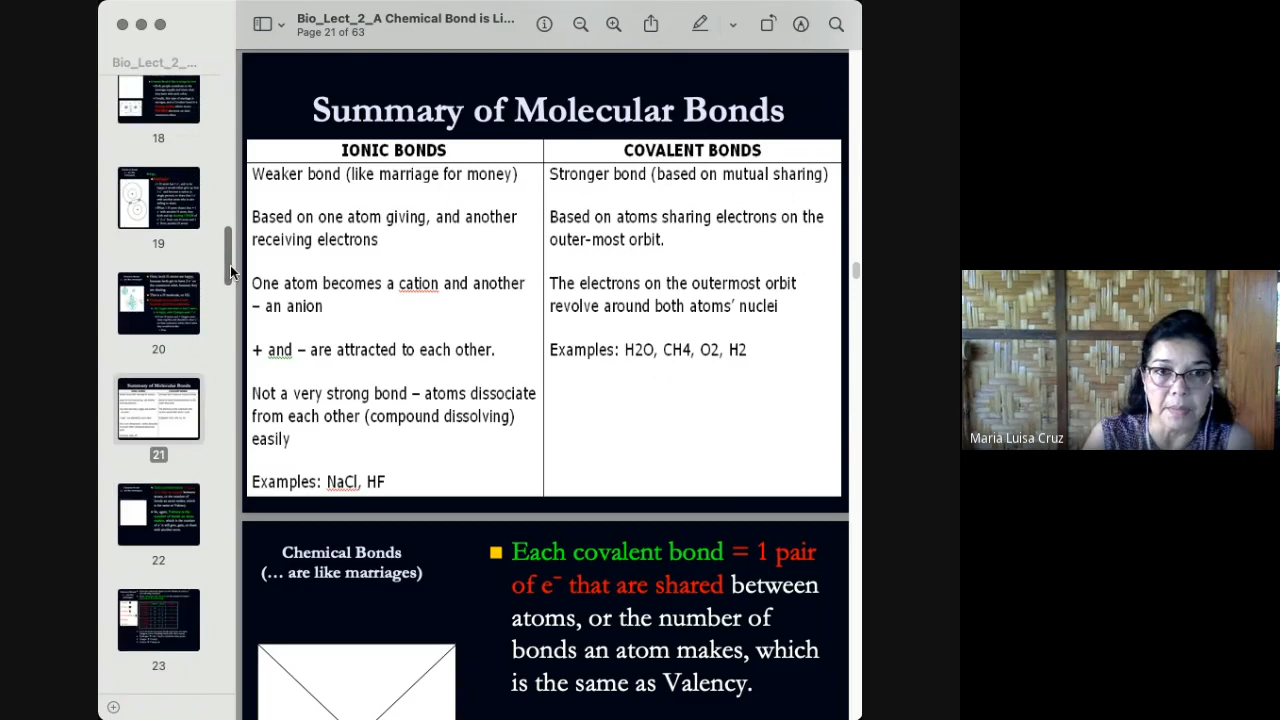 Bio_Lect_2_A Chemical Bond is Li...
Page 21 of 63
Bio_Lect_2_...
18
19
20
21
22
23
Summary of Molecular Bonds
IONIC BONDS
Weaker bond (like marriage for money)
Based on one atom giving, and another
receiving electrons
One atom becomes a cation and another
– an anion
+ and – are attracted to each other.
Not a very strong bond – atoms dissociate
from each other (compound dissolving)
easily
Examples: NaCl, HF
COVALENT BONDS
Stronger bond (based on mutual sharing)
Based on atoms sharing electrons on the
outer-most orbit.
The electrons on the outermost orbit
revolve around both atoms’ nuclei
Examples: H2O, CH4, O2, H2
Chemical Bonds
(… are like marriages)
Each covalent bond = 1 pair
of e⁻ that are shared between
atoms, or the number of
bonds an atom makes, which
is the same as Valency.
Maria Luisa Cruz